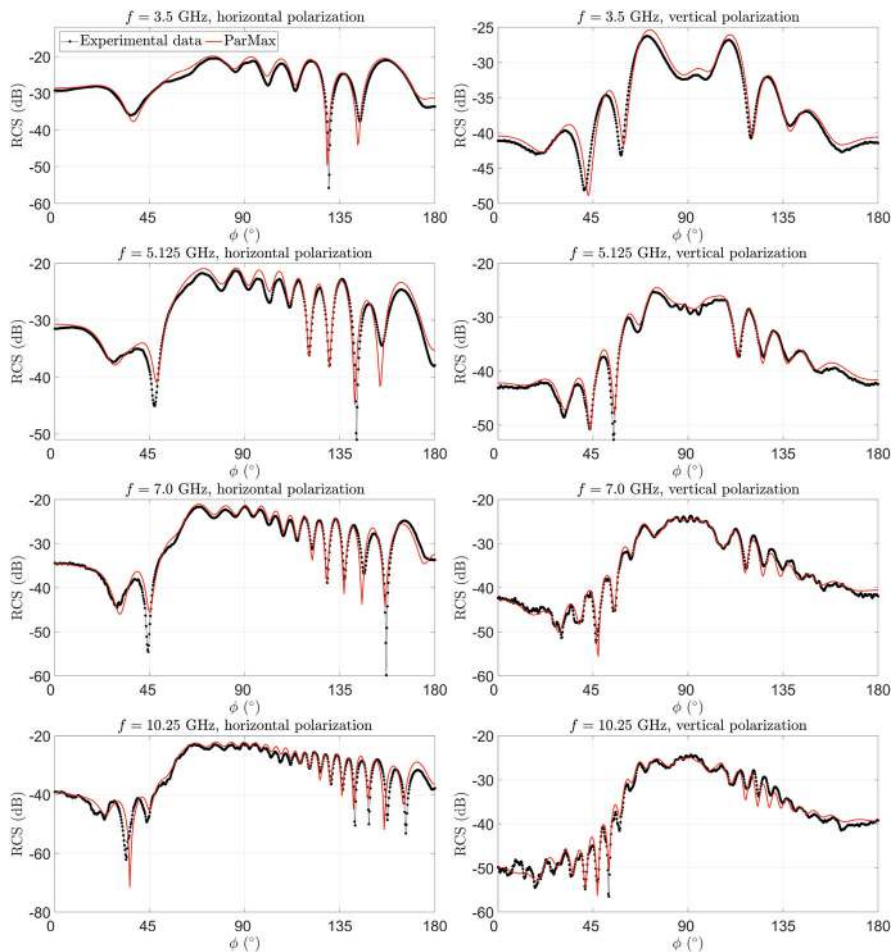 f = 3.5 GHz, horizontal polarization
Experimental data ParMax
RCS (dB)
-20
-30
-40
-50
-60
0 45 90 135 180
ϕ (°)
f = 3.5 GHz, vertical polarization
RCS (dB)
-25
-30
-35
-40
-45
-50
0 45 90 135 180
ϕ (°)
f = 5.125 GHz, horizontal polarization
RCS (dB)
-20
-30
-40
-50
0 45 90 135 180
ϕ (°)
f = 5.125 GHz, vertical polarization
RCS (dB)
-20
-30
-40
-50
0 45 90 135 180
ϕ (°)
f = 7.0 GHz, horizontal polarization
RCS (dB)
-20
-30
-40
-50
-60
0 45 90 135 180
ϕ (°)
f = 7.0 GHz, vertical polarization
RCS (dB)
-20
-30
-40
-50
-60
0 45 90 135 180
ϕ (°)
f = 10.25 GHz, horizontal polarization
RCS (dB)
-20
-40
-60
-80
0 45 90 135 180
ϕ (°)
f = 10.25 GHz, vertical polarization
RCS (dB)
-20
-30
-40
-50
-60
0 45 90 135 180
ϕ (°)